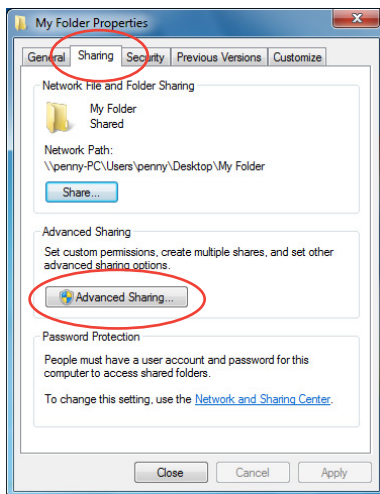 My Folder Properties
General Sharing Security Previous Versions Customize
Network File and Folder Sharing
My Folder
Shared
Network Path:
\\penny-PC\Users\penny\Desktop\My Folder
Share...
Advanced Sharing
Set custom permissions, create multiple shares, and set other
advanced sharing options.
Advanced Sharing...
Password Protection
People must have a user account and password for this
computer to access shared folders.
To change this setting, use the Network and Sharing Center.
Close Cancel Apply